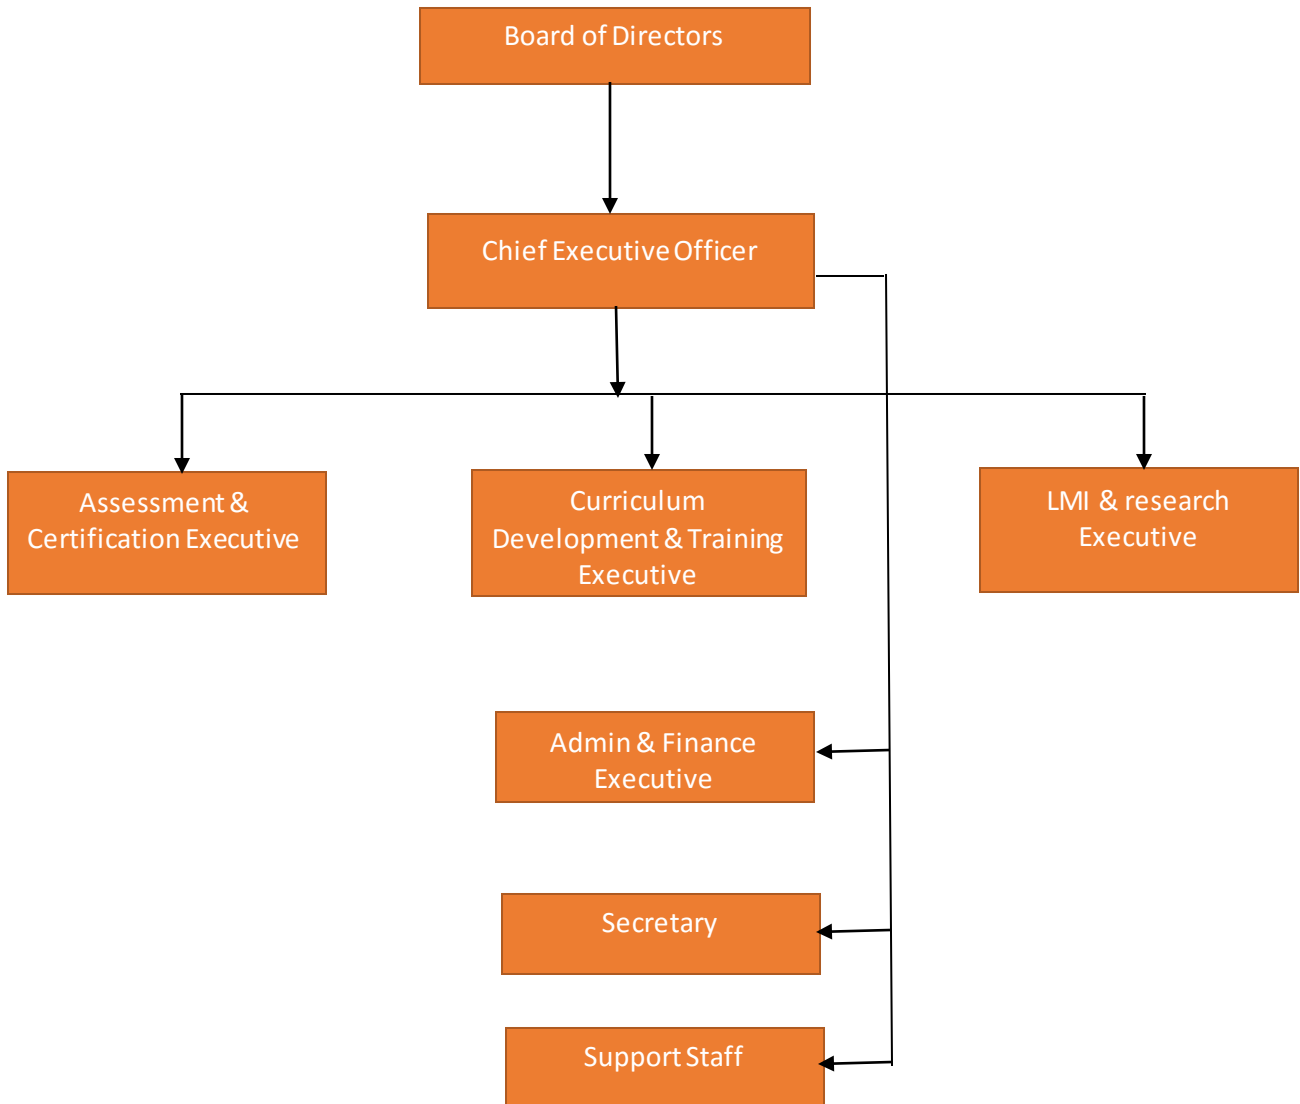 Board of Directors
Chief Executive Officer
Assessment &
Certification Executive
Curriculum
Development & Training
Executive
LMI & research
Executive
Admin & Finance
Executive
Secretary
Support Staff